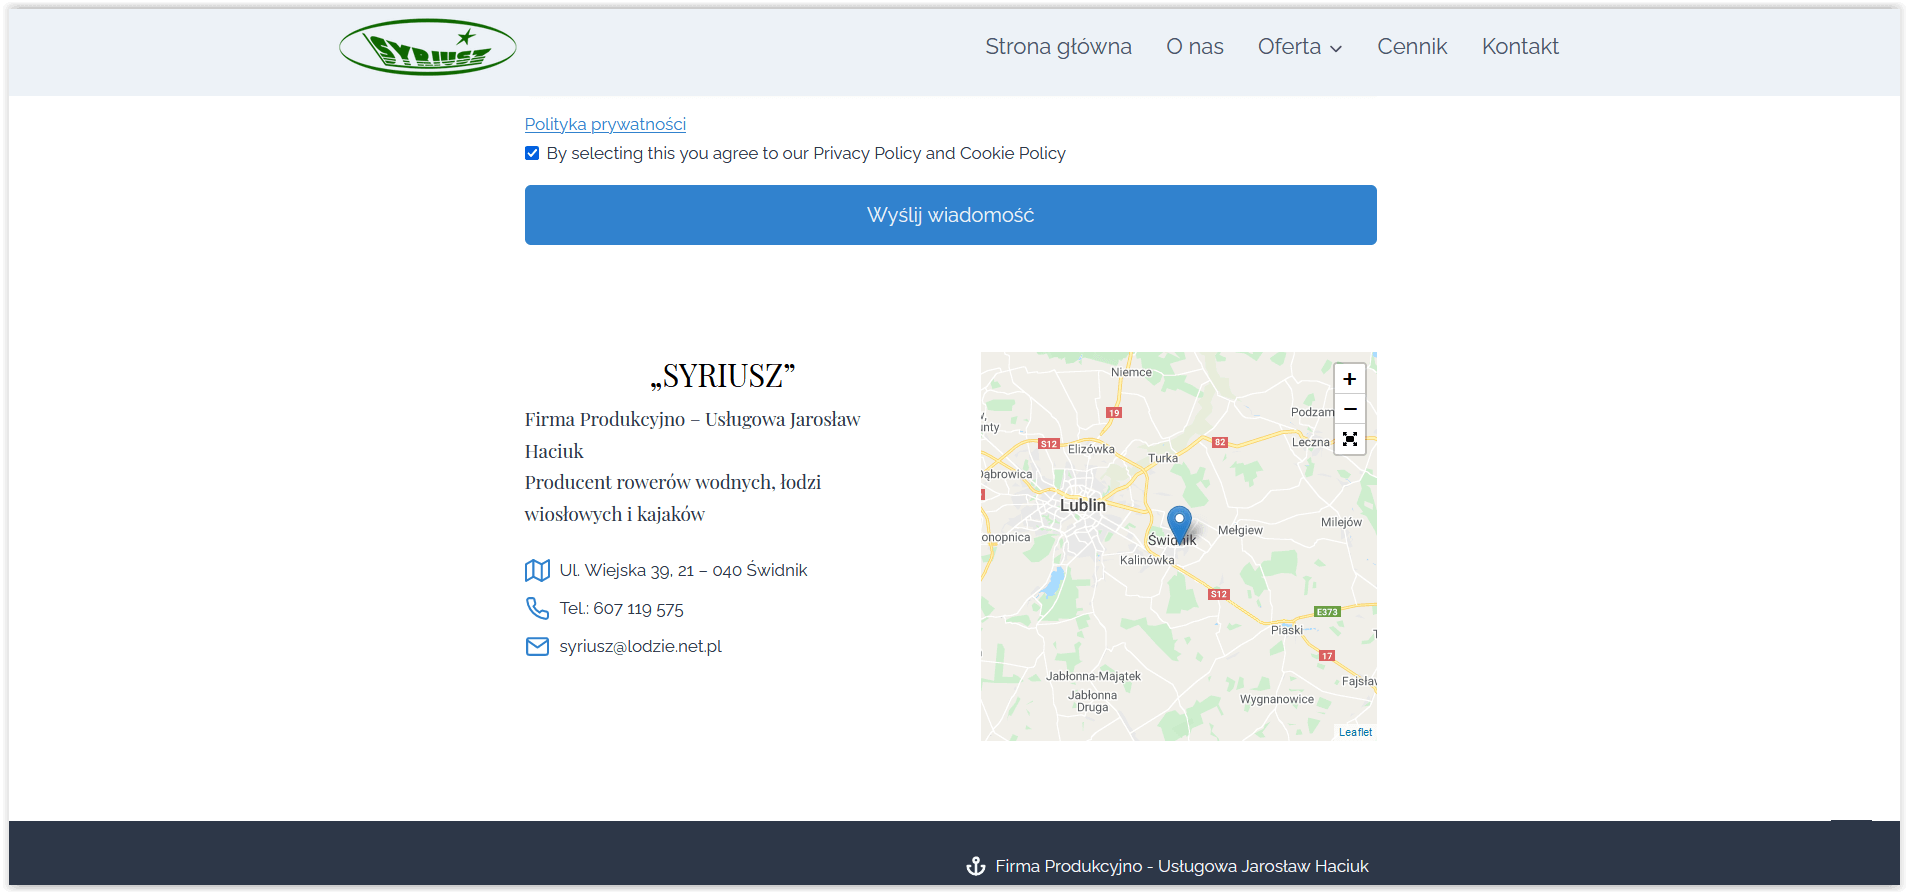 SYRIUSZ
Strona główna
O nas
Oferta
Cennik
Kontakt
Polityka prywatności
By selecting this you agree to our Privacy Policy and Cookie Policy
Wyślij wiadomość
„SYRIUSZ”
Firma Produkcyjno – Usługowa Jarosław
Haciuk
Producent rowerów wodnych, łodzi
wiosłowych i kajaków
Ul. Wiejska 39, 21 – 040 Świdnik
Tel.: 607 119 575
syriusz@lodzie.net.pl
Niemce
+
19
Podzam
−
unty
S12
Elizówka
82
Leczna
Turka
Dąbrowica
Lublin
Milejów
Mełgiew
onopnica
Świdnik
Kalinówka
S12
E373
Piaski
17
Jabłonna-Majątek
Fajsław
Jabłonna
Druga
Wygnanowice
Leaflet
Firma Produkcyjno - Usługowa Jarosław Haciuk